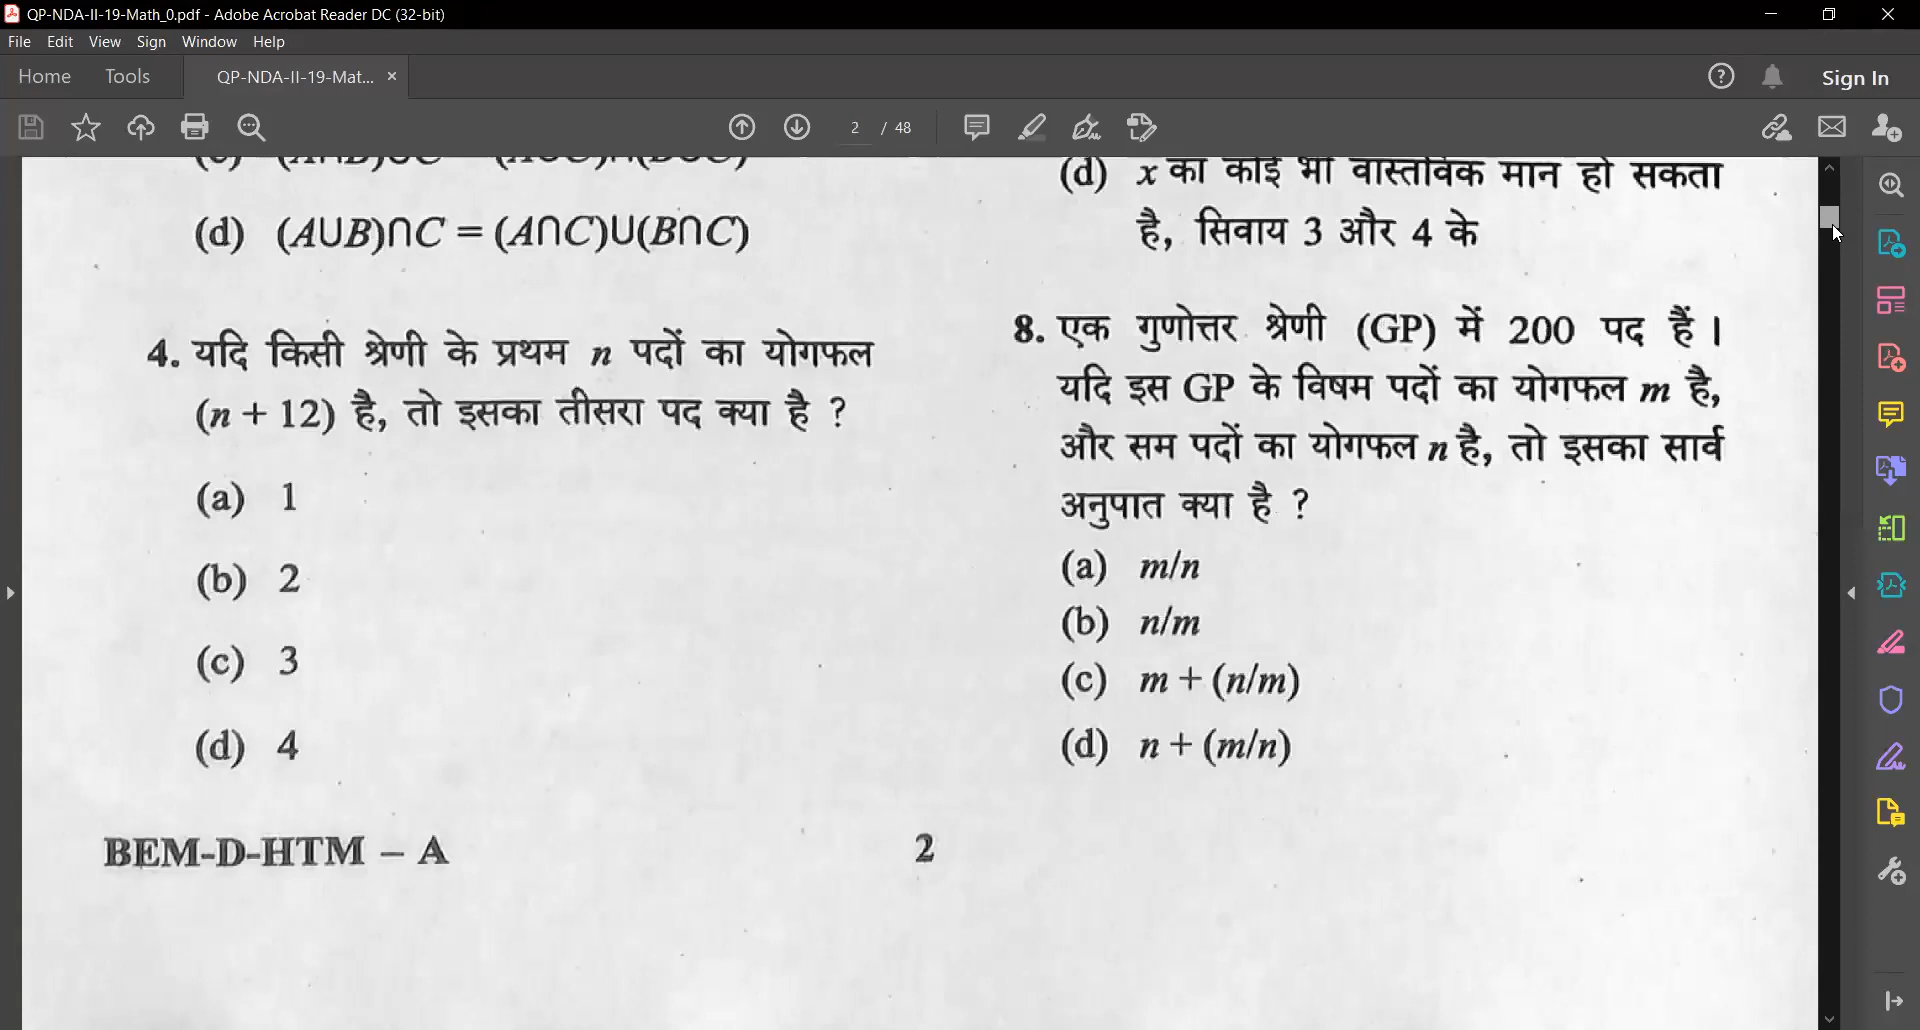 QP-NDA-II-19-Math_0.pdf - Adobe Acrobat Reader DC (32-bit)
File Edit View Sign Window Help
Home Tools QP-NDA-II-19-Mat... ×
Sign In
2 / 48
(d) (A∪B)∩C = (A∩C)∪(B∩C)
4. यदि किसी श्रेणी के प्रथम n पदों का योगफल
(n + 12) है, तो इसका तीसरा पद क्या है ?
(a) 1
(b) 2
(c) 3
(d) 4
(d) x का कोई भी वास्तविक मान हो सकता
है, सिवाय 3 और 4 के
8. एक गुणोत्तर श्रेणी (GP) में 200 पद हैं ।
यदि इस GP के विषम पदों का योगफल m है,
और सम पदों का योगफल n है, तो इसका सार्व
अनुपात क्या है ?
(a) m/n
(b) n/m
(c) m + (n/m)
(d) n + (m/n)
BEM-D-HTM – A
2